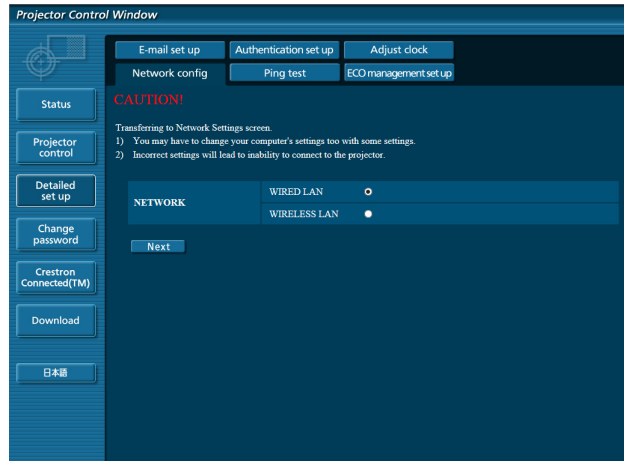 Projector Control Window
E-mail set up
Authentication set up
Adjust clock
Network config
Ping test
ECO management set up
Status
Projector
control
Detailed
set up
Change
password
Crestron
Connected(TM)
Download
日本語
CAUTION!
Transferring to Network Settings screen.
1) You may have to change your computer's settings too with some settings.
2) Incorrect settings will lead to inability to connect to the projector.
NETWORK
WIRED LAN
WIRELESS LAN
Next